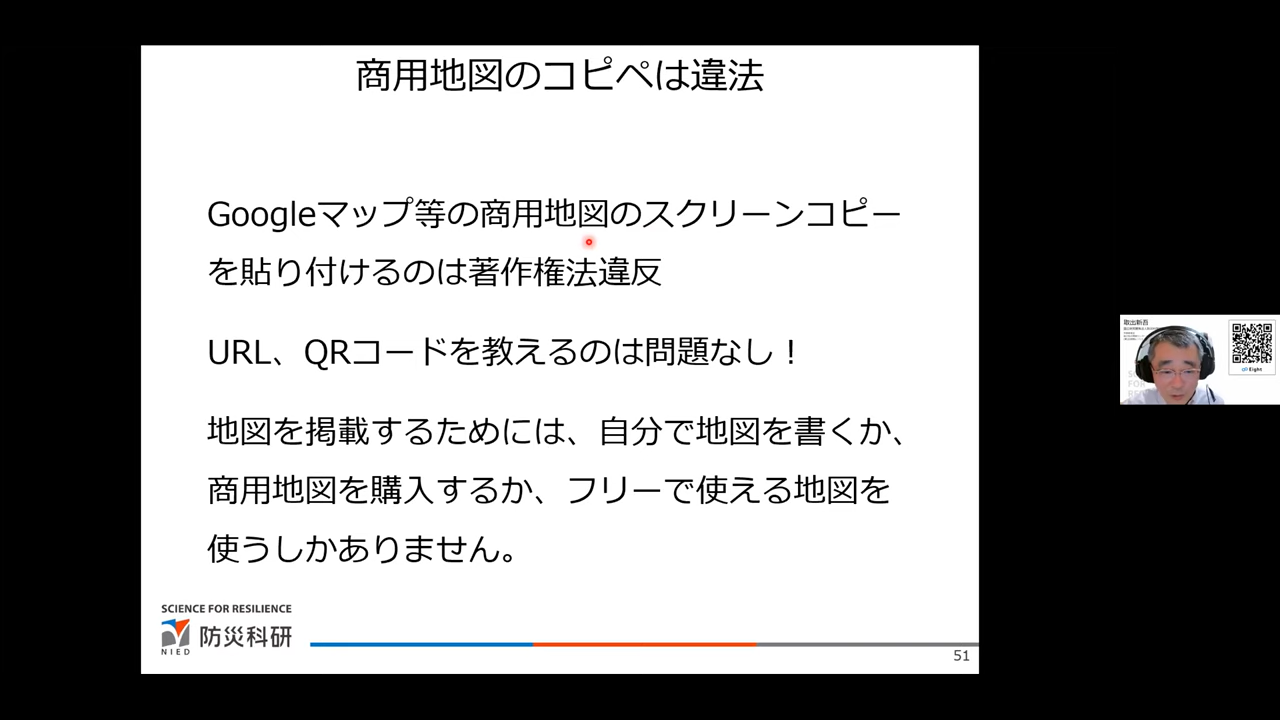 商用地図のコピペは違法
Googleマップ等の商用地図のスクリーンコピー
を貼り付けるのは著作権法違反
URL、QRコードを教えるのは問題なし！
地図を掲載するためには、自分で地図を書くか、
商用地図を購入するか、フリーで使える地図を
使うしかありません。
SCIENCE FOR RESILIENCE
防災科研
NIED
51
取出新吾
Eight